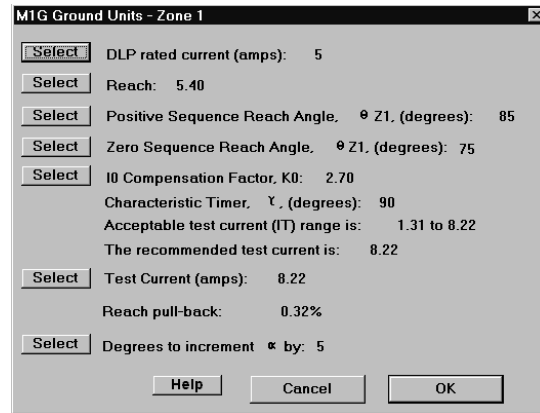 M1G Ground Units - Zone 1
Select DLP rated current (amps): 5
Select Reach: 5.40
Select Positive Sequence Reach Angle, θ Z1, (degrees): 85
Select Zero Sequence Reach Angle, θ Z1, (degrees): 75
Select I0 Compensation Factor, K0: 2.70
Characteristic Timer, ϒ, (degrees): 90
Acceptable test current (IT) range is: 1.31 to 8.22
The recommended test current is: 8.22
Select Test Current (amps): 8.22
Reach pull-back: 0.32%
Select Degrees to increment α by: 5
Help Cancel OK